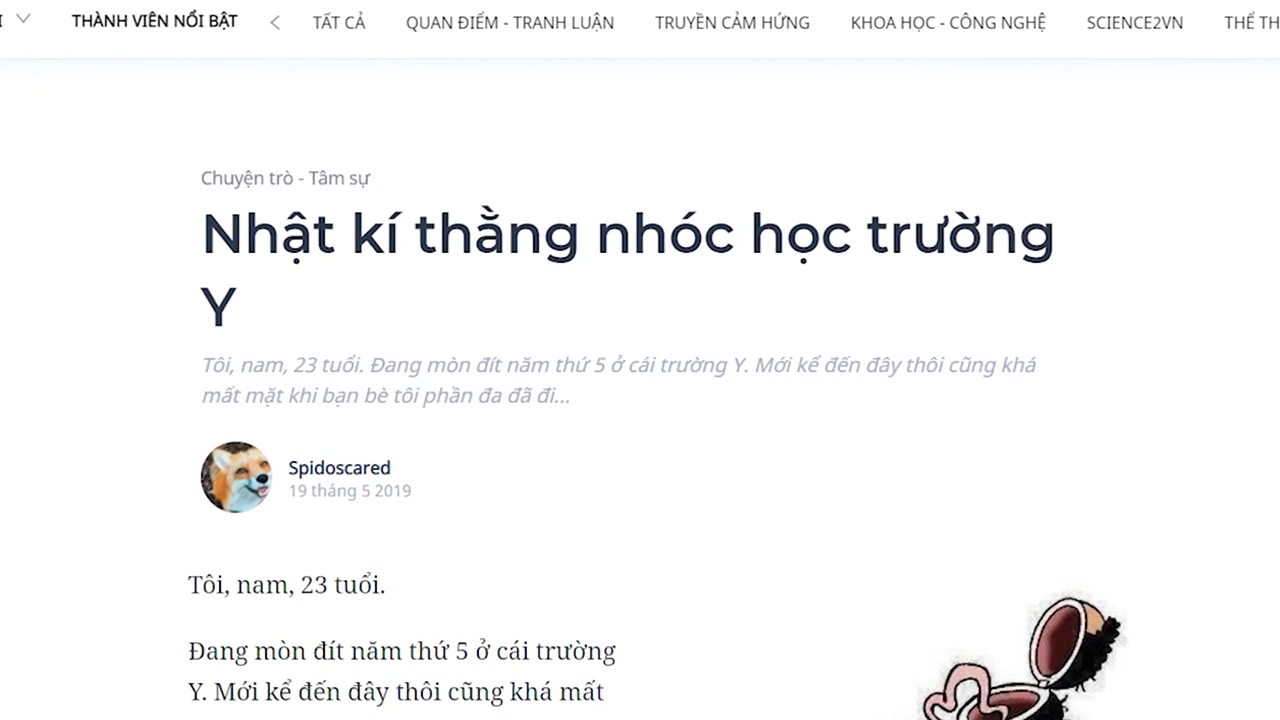 THÀNH VIÊN NỔI BẬT TẤT CẢ QUAN ĐIỂM - TRANH LUẬN TRUYỀN CẢM HỨNG KHOA HỌC - CÔNG NGHỆ SCIENCE2VN THỂ TH
Chuyện trò - Tâm sự
Nhật kí thằng nhóc học trường
Y
Tôi, nam, 23 tuổi. Đang mòn đít năm thứ 5 ở cái trường Y. Mới kể đến đây thôi cũng khá
mất mặt khi bạn bè tôi phần đa đã đi...
Spidoscared
19 tháng 5 2019
Tôi, nam, 23 tuổi.
Đang mòn đít năm thứ 5 ở cái trường
Y. Mới kể đến đây thôi cũng khá mất